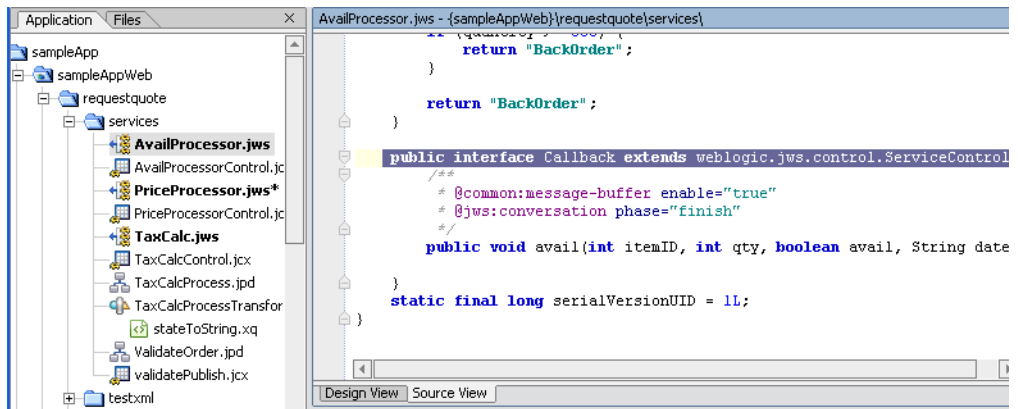 Application Files
sampleApp
sampleAppWeb
requestquote
services
AvailProcessor.jws
AvailProcessorControl.jc
PriceProcessor.jws*
PriceProcessorControl.jc
TaxCalc.jws
TaxCalcControl.jcx
TaxCalcProcess.jpd
TaxCalcProcessTransfor
stateToString.xq
ValidateOrder.jpd
validatePublish.jcx
testxml
AvailProcessor.jws - {sampleAppWeb}\requestquote\services\
return "BackOrder";
}
return "BackOrder";
}
public interface Callback extends weblogic.jws.control.ServiceControl
/**
* @common:message-buffer enable="true"
* @jws:conversation phase="finish"
*/
public void avail(int itemID, int qty, boolean avail, String date
}
static final long serialVersionUID = 1L;
}
Design View Source View